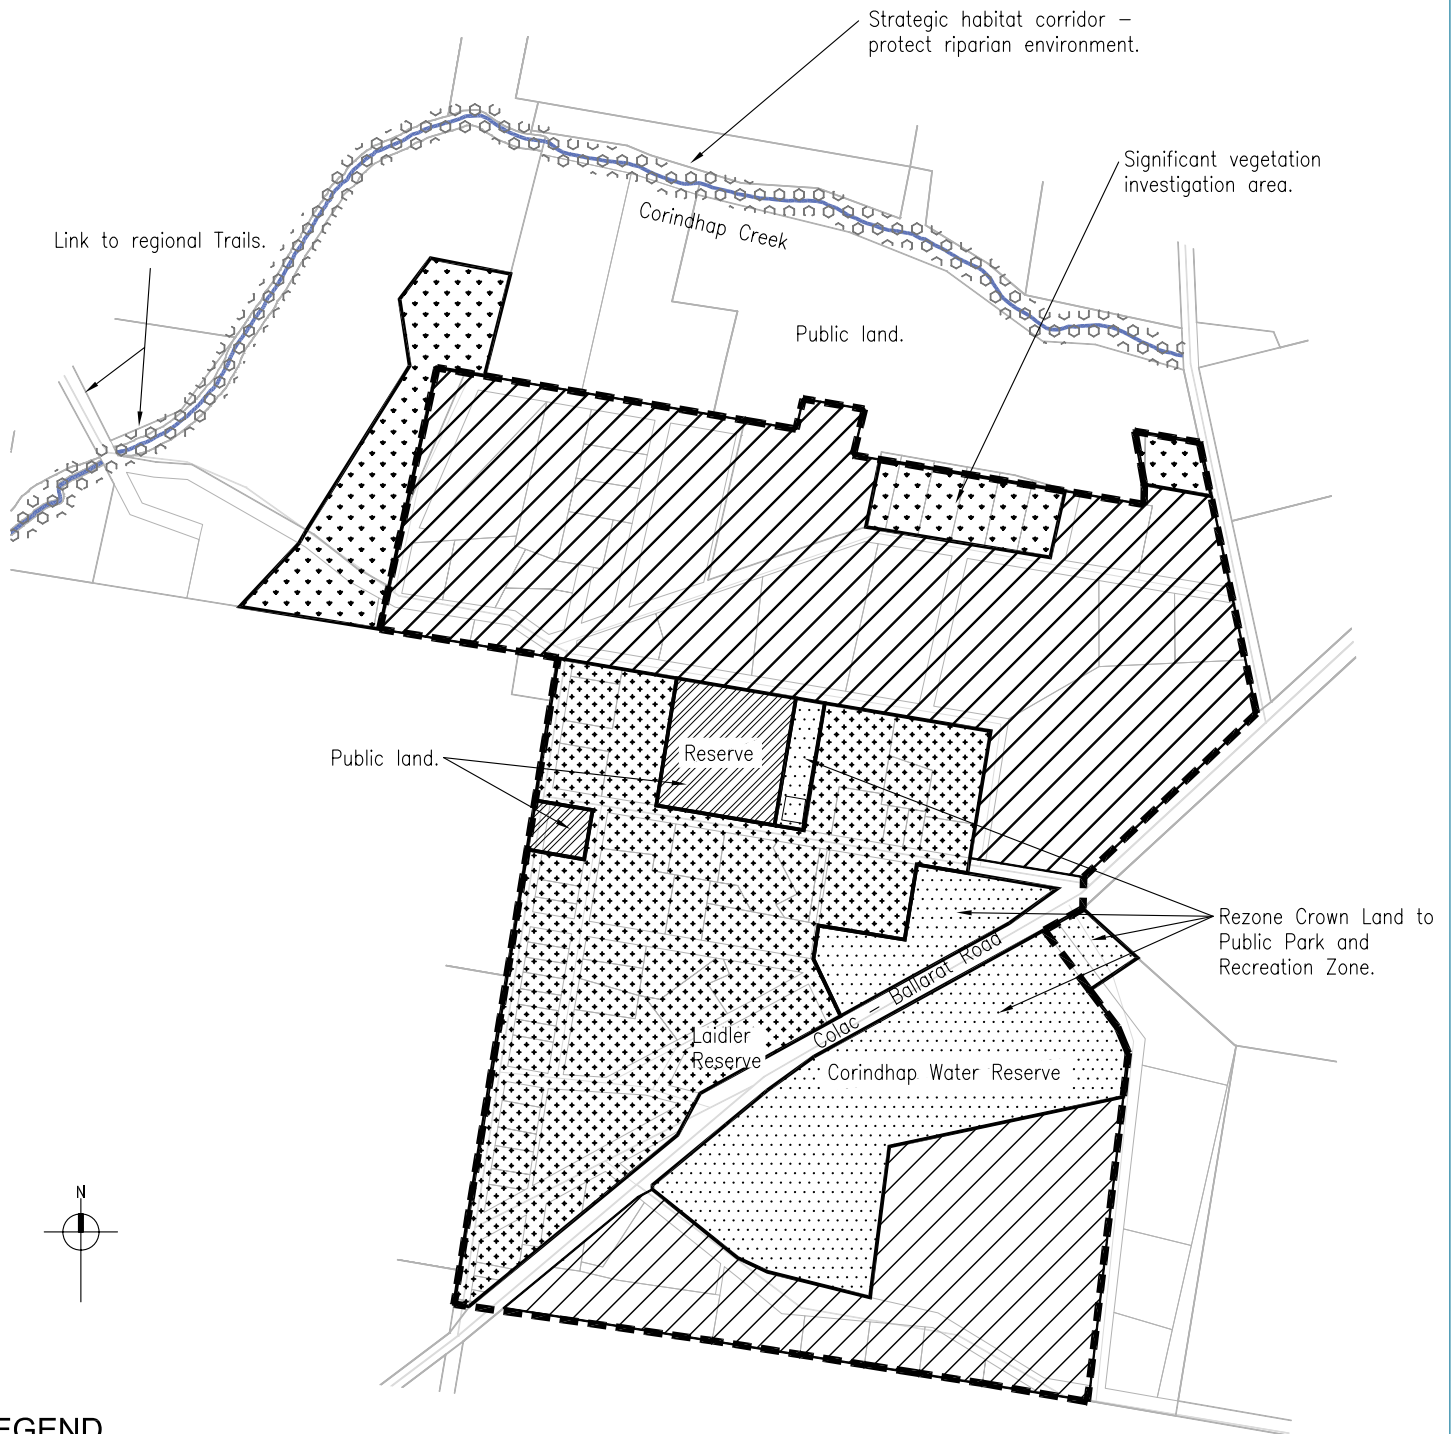 Strategic habitat corridor –
protect riparian environment.
Significant vegetation
investigation area.
Corindhap Creek
Link to regional Trails.
Public land.
Public land.
Reserve
Rezone Crown Land to
Public Park and
Recreation Zone.
Colac – Ballarat Road
Laidler
Reserve
Corindhap Water Reserve
N
EGEND